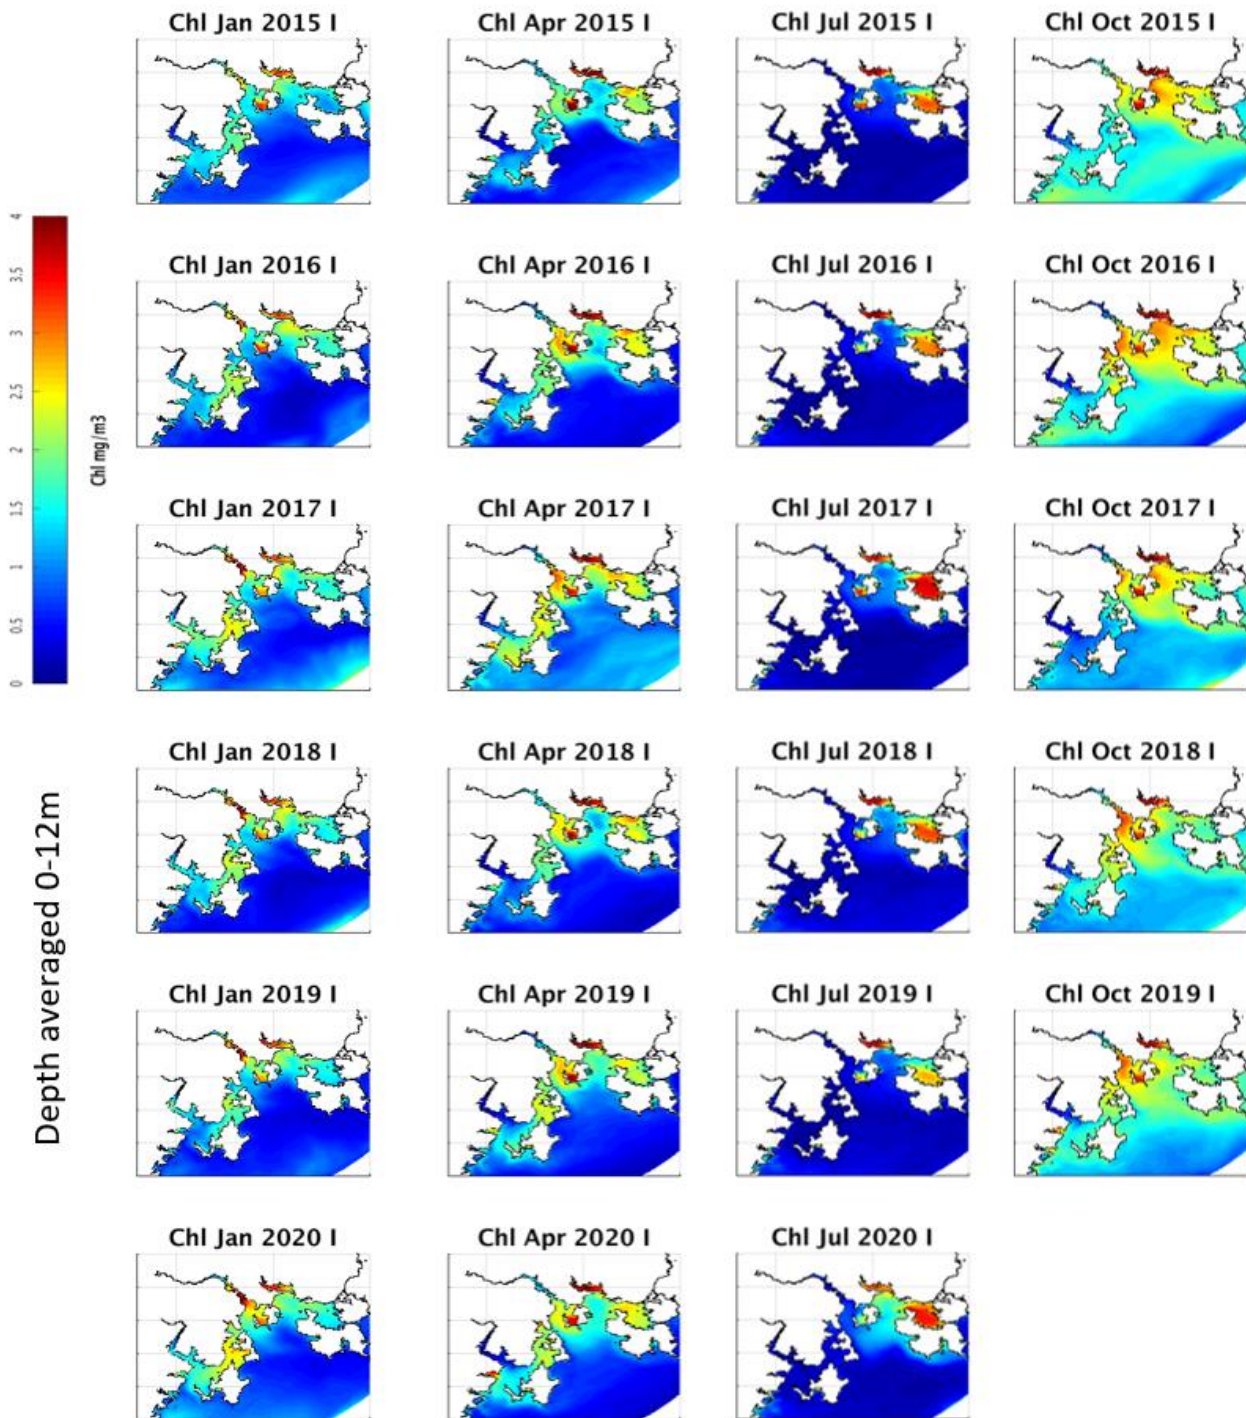 Chl Jan 2015 I
Chl Apr 2015 I
Chl Jul 2015 I
Chl Oct 2015 I
Chl Jan 2016 I
Chl Apr 2016 I
Chl Jul 2016 I
Chl Oct 2016 I
4
3.5
3
2.5
2
1.5
1
0.5
0
Chl mg/m3
Chl Jan 2017 I
Chl Apr 2017 I
Chl Jul 2017 I
Chl Oct 2017 I
Chl Jan 2018 I
Chl Apr 2018 I
Chl Jul 2018 I
Chl Oct 2018 I
Depth averaged 0-12m
Chl Jan 2019 I
Chl Apr 2019 I
Chl Jul 2019 I
Chl Oct 2019 I
Chl Jan 2020 I
Chl Apr 2020 I
Chl Jul 2020 I